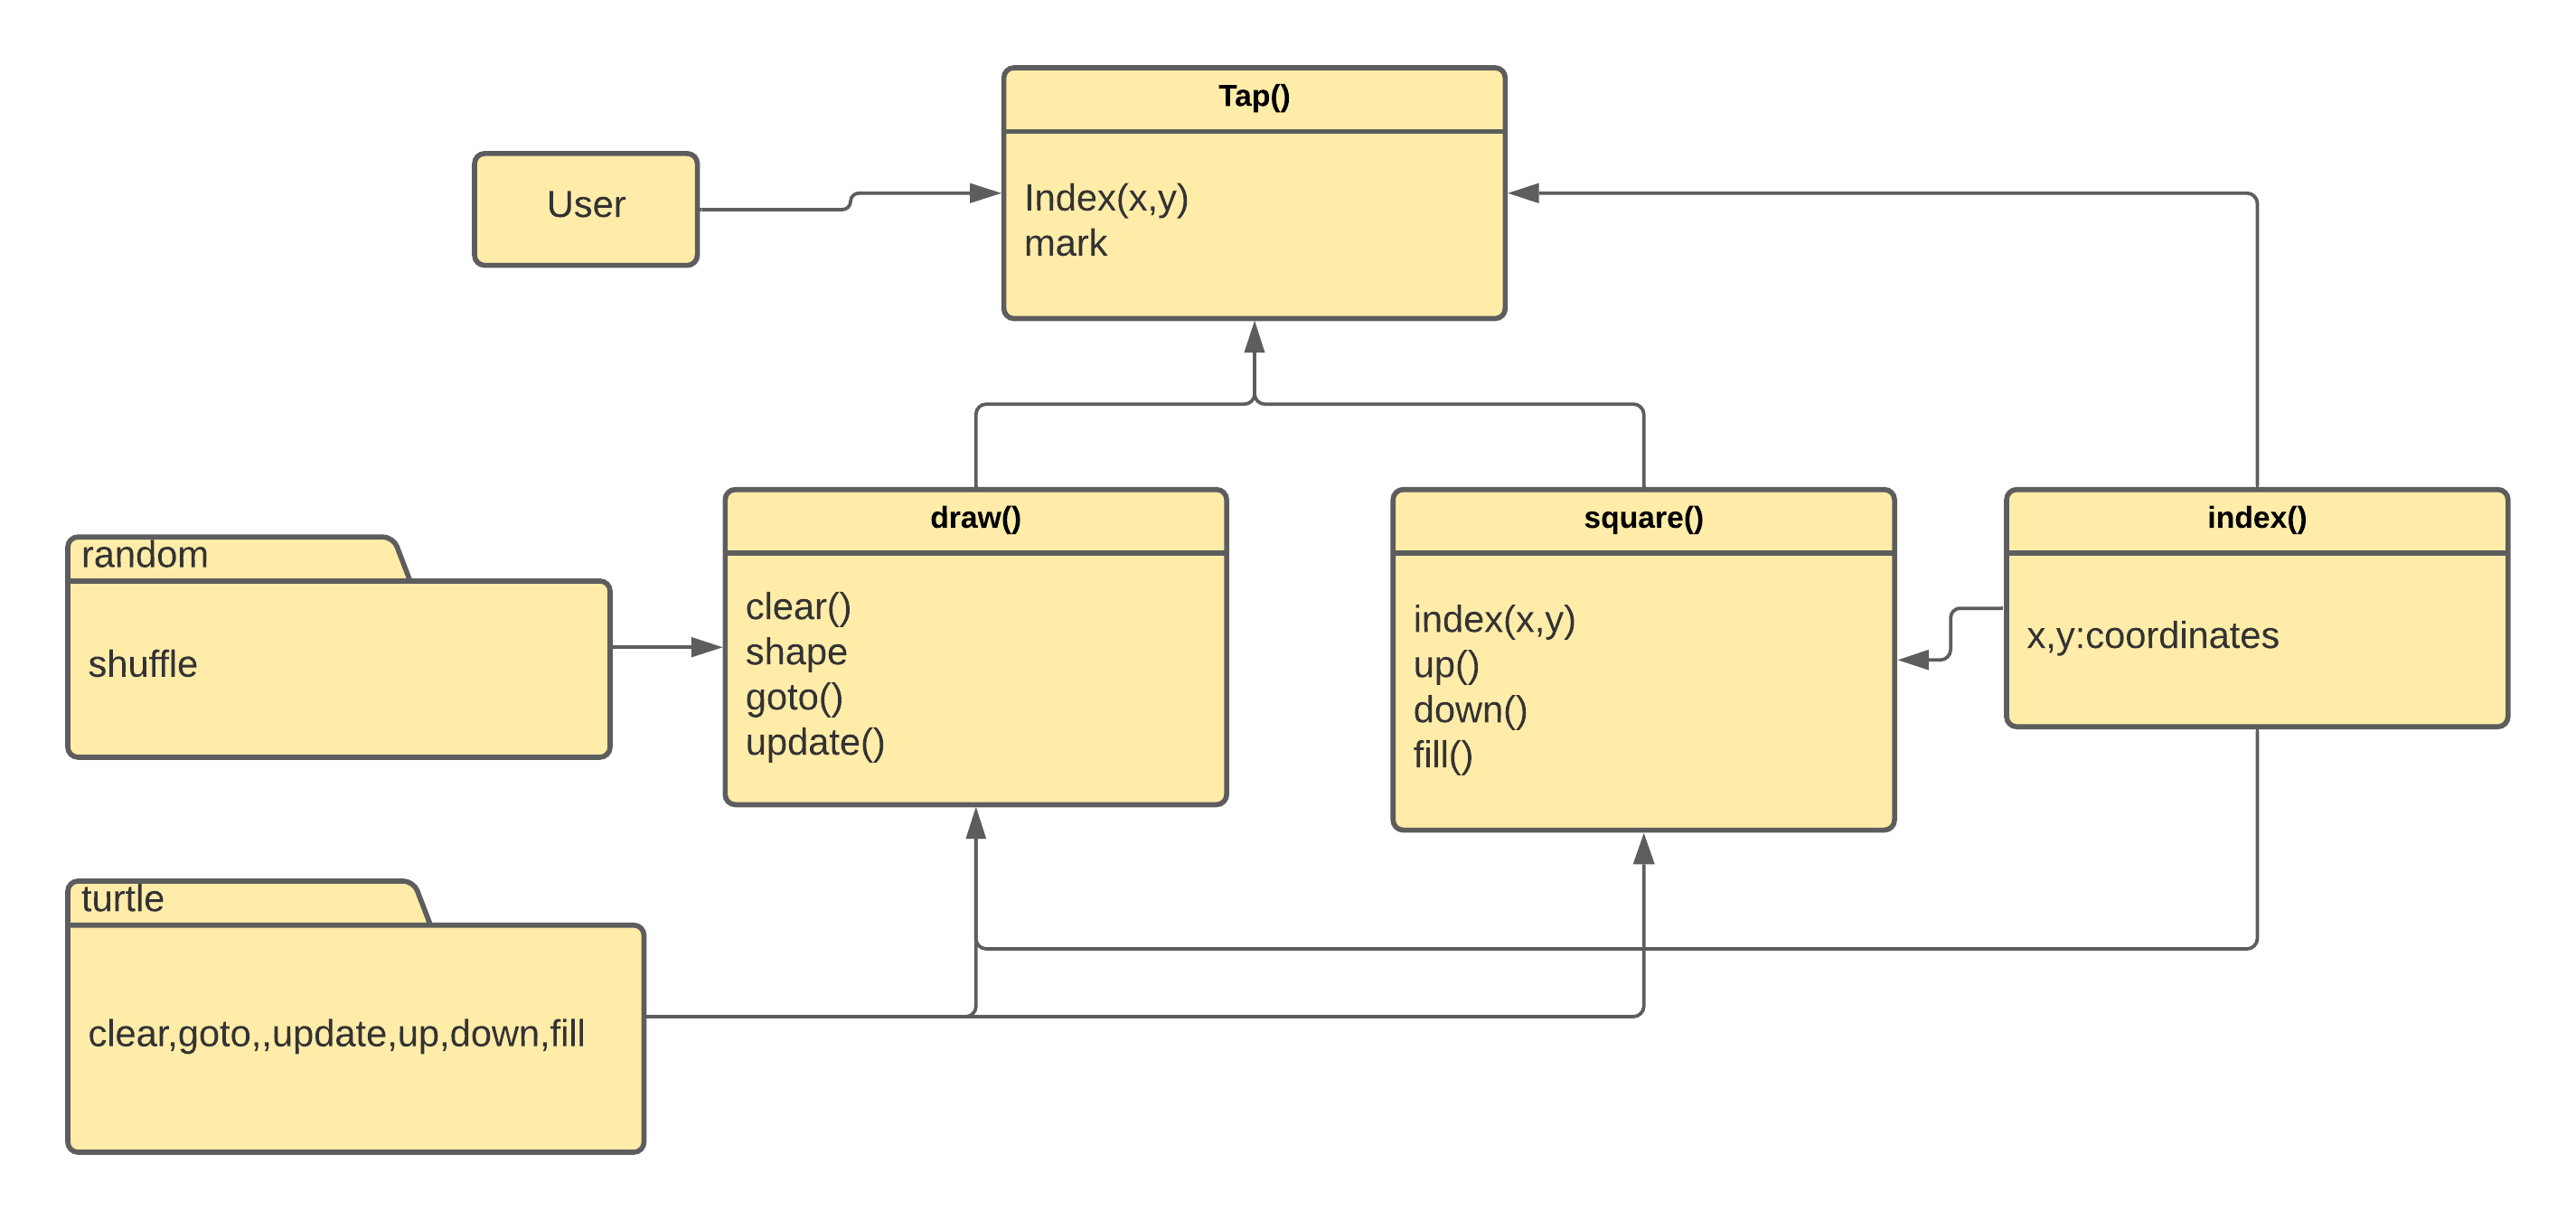 Tap()
Index(x,y)
mark
User
draw()
clear()
shape
goto()
update()
square()
index(x,y)
up()
down()
fill()
index()
x,y:coordinates
random
shuffle
turtle
clear,goto,,update,up,down,fill